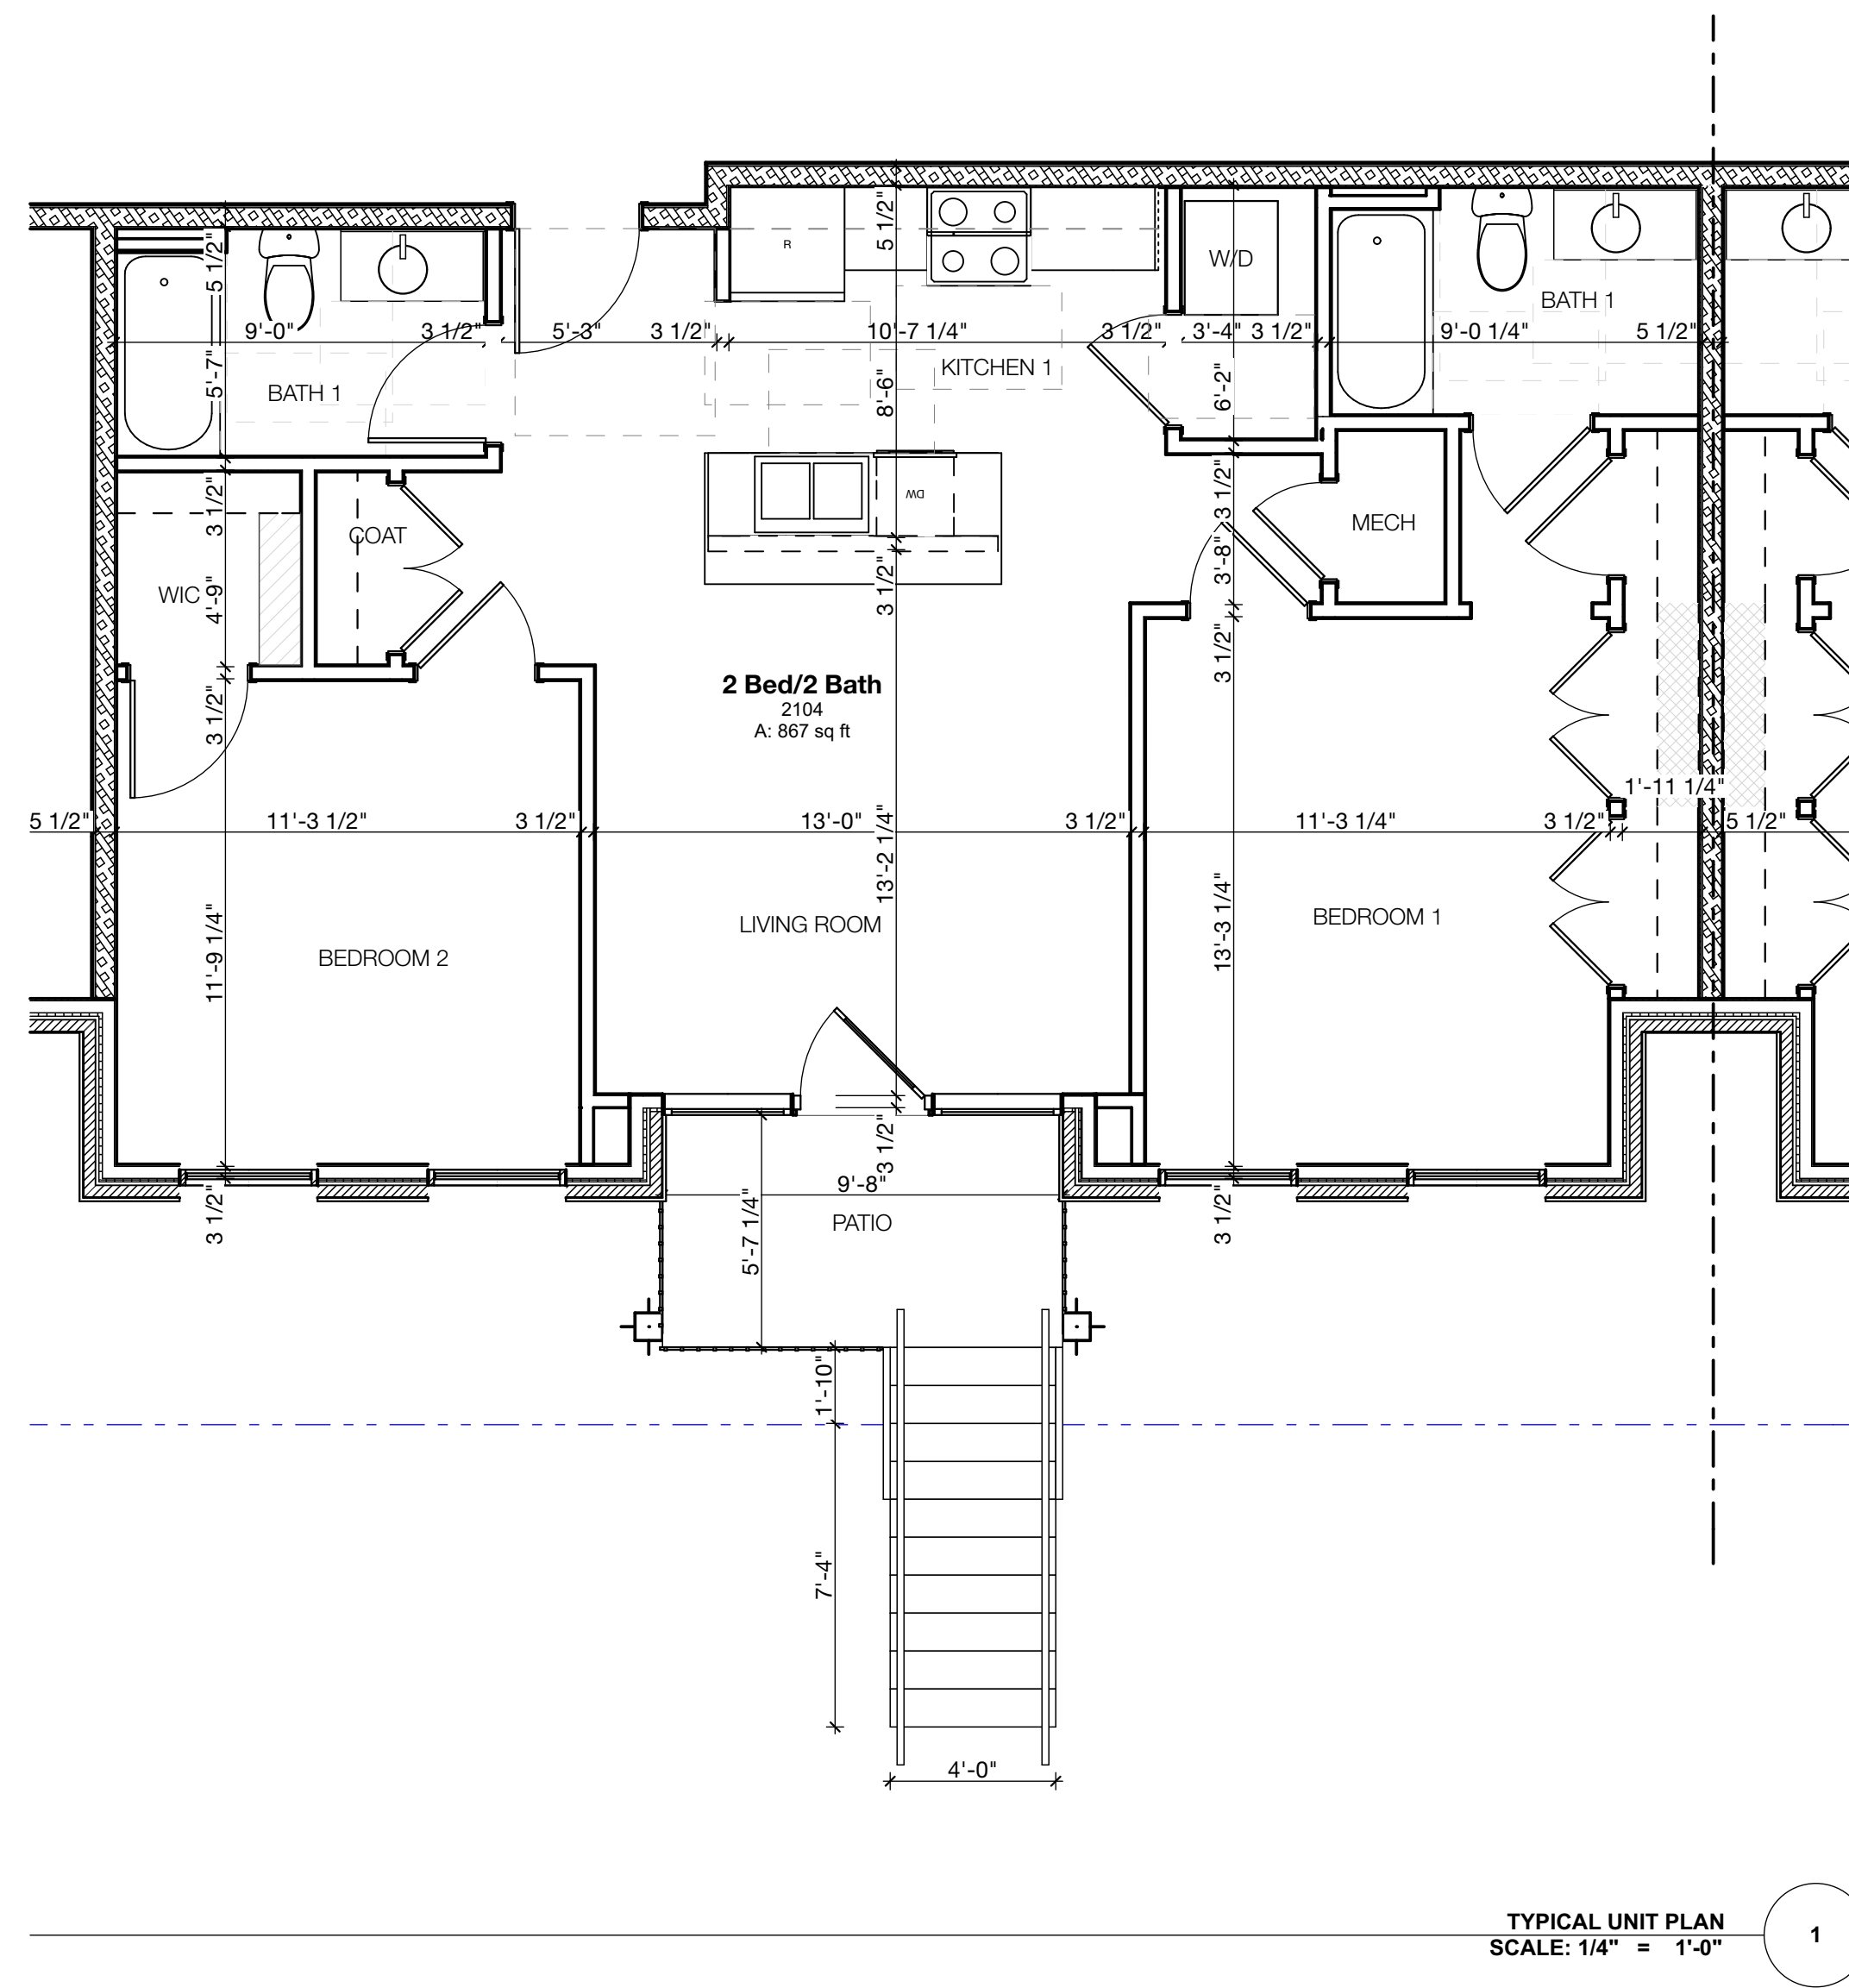 5 1/2"
5 1/2"
R
W/D
BATH 1
9'-0"
3 1/2"
5'-3"
3 1/2"
10'-7 1/4"
3 1/2"
3'-4"
3 1/2"
9'-0 1/4"
5 1/2"
5'-7"
BATH 1
8'-6"
KITCHEN 1
6'-2"
3 1/2"
COAT
DW
3 1/2"
MECH
WIC
4'-9"
3 1/2"
3'-8"
3 1/2"
3 1/2"
2 Bed/2 Bath
2104
A: 867 sq ft
1'-11 1/4"
5 1/2"
11'-3 1/2"
3 1/2"
13'-0"
13'-2 1/4"
3 1/2"
11'-3 1/4"
3 1/2"
5 1/2"
11'-9 1/4"
BEDROOM 2
LIVING ROOM
13'-3 1/4"
BEDROOM 1
3 1/2"
3 1/2"
9'-8"
3 1/2"
5'-7 1/4"
PATIO
1'-10"
7'-4"
4'-0"
TYPICAL UNIT PLAN
SCALE: 1/4" = 1'-0"
1